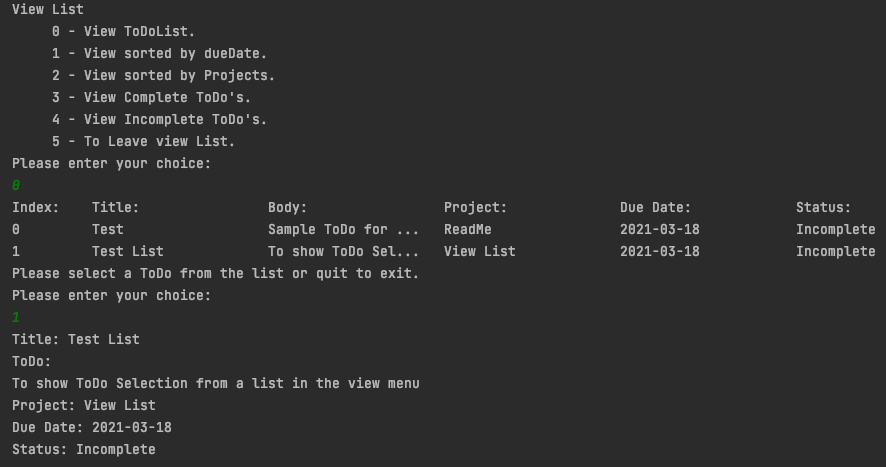 View List
     0 - View ToDoList.
     1 - View sorted by dueDate.
     2 - View sorted by Projects.
     3 - View Complete ToDo's.
     4 - View Incomplete ToDo's.
     5 - To Leave view List.
Please enter your choice:
0
Index:    Title:                Body:                 Project:              Due Date:             Status:
0         Test                  Sample ToDo for ...   ReadMe                2021-03-18            Incomplete
1         Test List             To show ToDo Sel...   View List             2021-03-18            Incomplete
Please select a ToDo from the list or quit to exit.
Please enter your choice:
1
Title: Test List
ToDo:
To show ToDo Selection from a list in the view menu
Project: View List
Due Date: 2021-03-18
Status: Incomplete